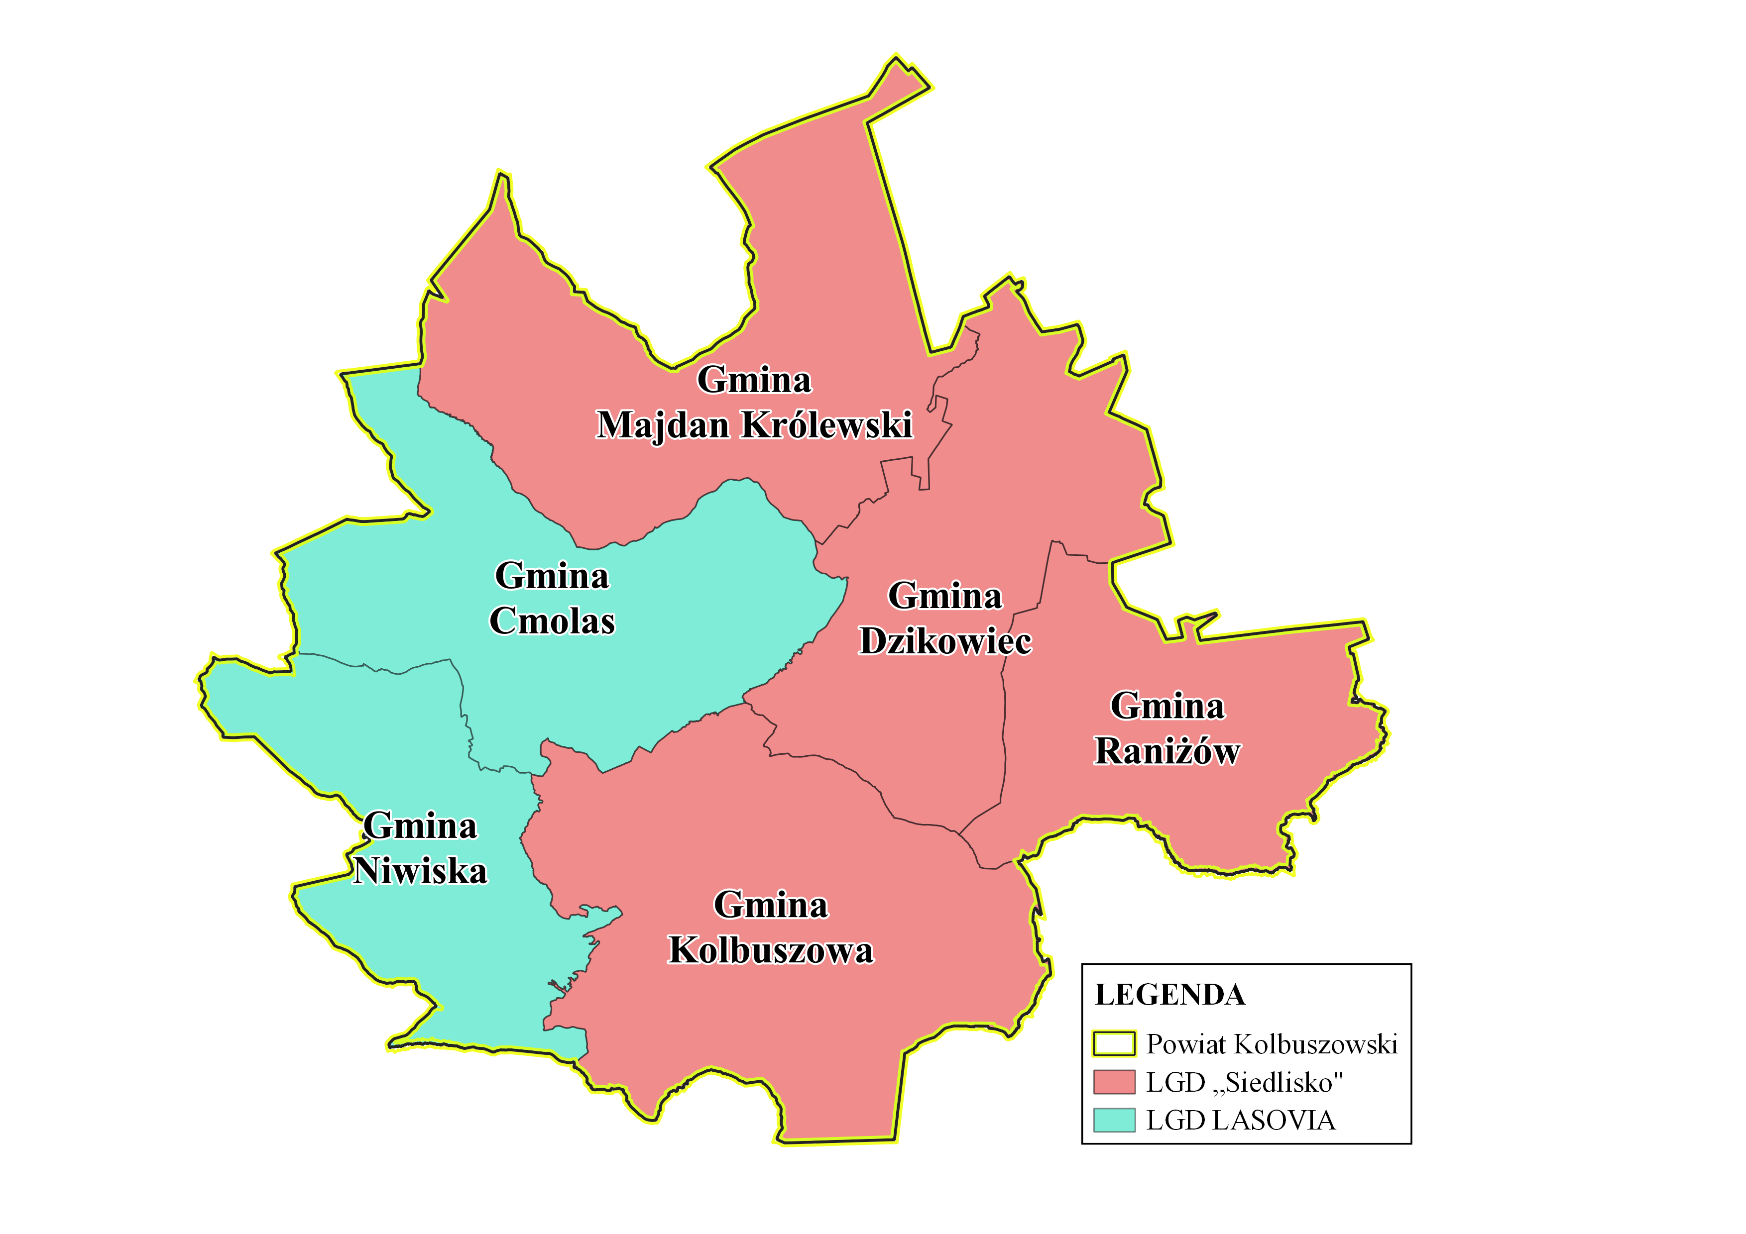 Gmina
Majdan Królewski
Gmina
Cmolas
Gmina
Dzikowiec
Gmina
Raniżów
Gmina
Niwiska
Gmina
Kolbuszowa
LEGENDA
Powiat Kolbuszowski
LGD „Siedlisko"
LGD LASOVIA